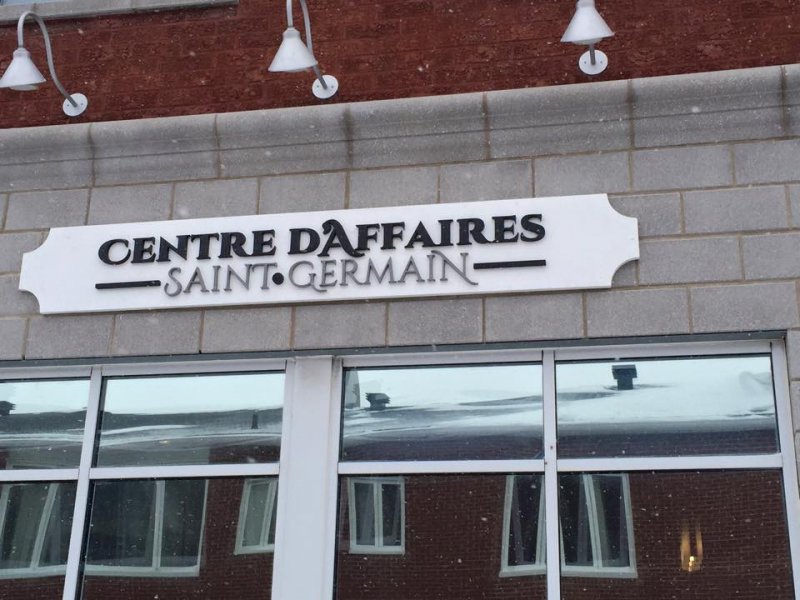 CENTRE D'AFFAIRES
SAINT•GERMAIN